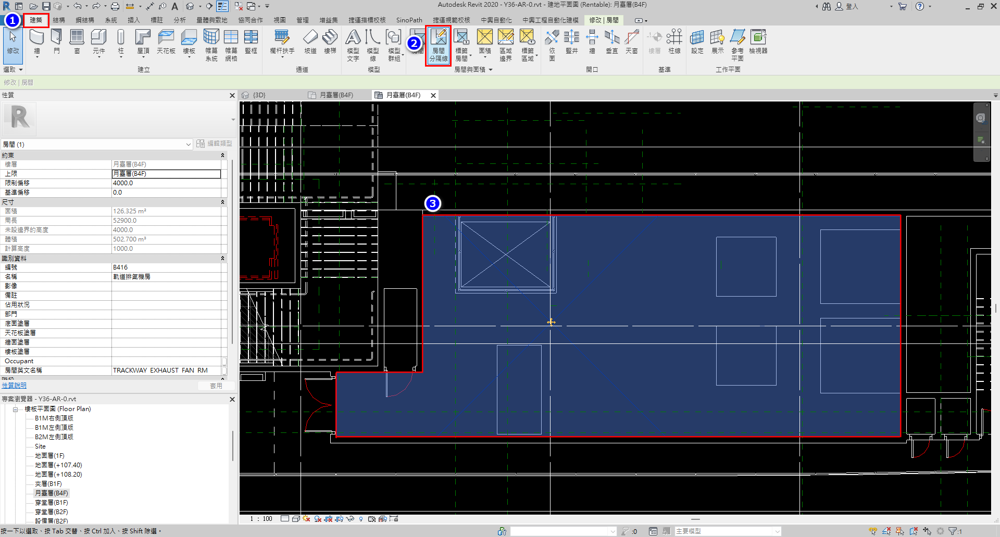 Autodesk Revit 2020 - Y36-AR-0.rvt - 建地平面圖 (Rentable): 月臺層(B4F)
登入
1
建築 結構 鋼結構 系統 插入 標註 分析 量體與敷地 協同合作 視圖 管理 增益集 捷運指標校核 SinoPath 捷運規範校核 中興自動化 中興工程自動化建模 修改 | 房間
修改
牆
門
窗
元件
柱
屋頂
天花板
樓板
帷幕
系統
帷幕
網格
豎框
欄杆扶手
坡道
樓梯
模型
文字
模型
線
模型
群組
2
房間
房間
分隔線
標籤
房間
面積
區域
邊界
標籤
區域
依
面
豎井
牆
垂直
天窗
樓層
柱線
設定
展示
參考
平面
檢視器
選取
建立
通道
模型
房間與面積
開口
基準
工作平面
修改 | 房間
性質
{3D}
月臺層(B4F)
月臺層(B4F)
R
房間 (1)
編輯類型
約束
樓層 月臺層(B4F)
上限 月臺層(B4F)
限制偏移 4000.0
基準偏移 0.0
尺寸
面積 126.325 m²
周長 52900.0
未設邊界的高度 4000.0
體積 502.700 m³
計算高度 1000.0
識別資料
編號 B416
名稱 軌道排氣機房
影像
備註
佔用狀況
部門
底面塗層
天花板塗層
牆面塗層
樓板塗層
Occupant
房間英文名稱 TRACKWAY EXHAUST FAN RM
階段
性質說明
套用
3
專案瀏覽器 - Y36-AR-0.rvt
樓板平面圖 (Floor Plan)
B1M右側頂版
B1M左側頂版
B2M左側頂版
Site
地面層(1F)
地面層(+107.40)
地面層(+108.20)
夾層(B1F)
月臺層(B4F)
穿堂層(B1F)
穿堂層(B2F)
設備層(B2F)
1 : 100
按一下以選取、按 Tab 交替、按 Ctrl 加入、按 Shift 除選。
:0
主要模型
:1